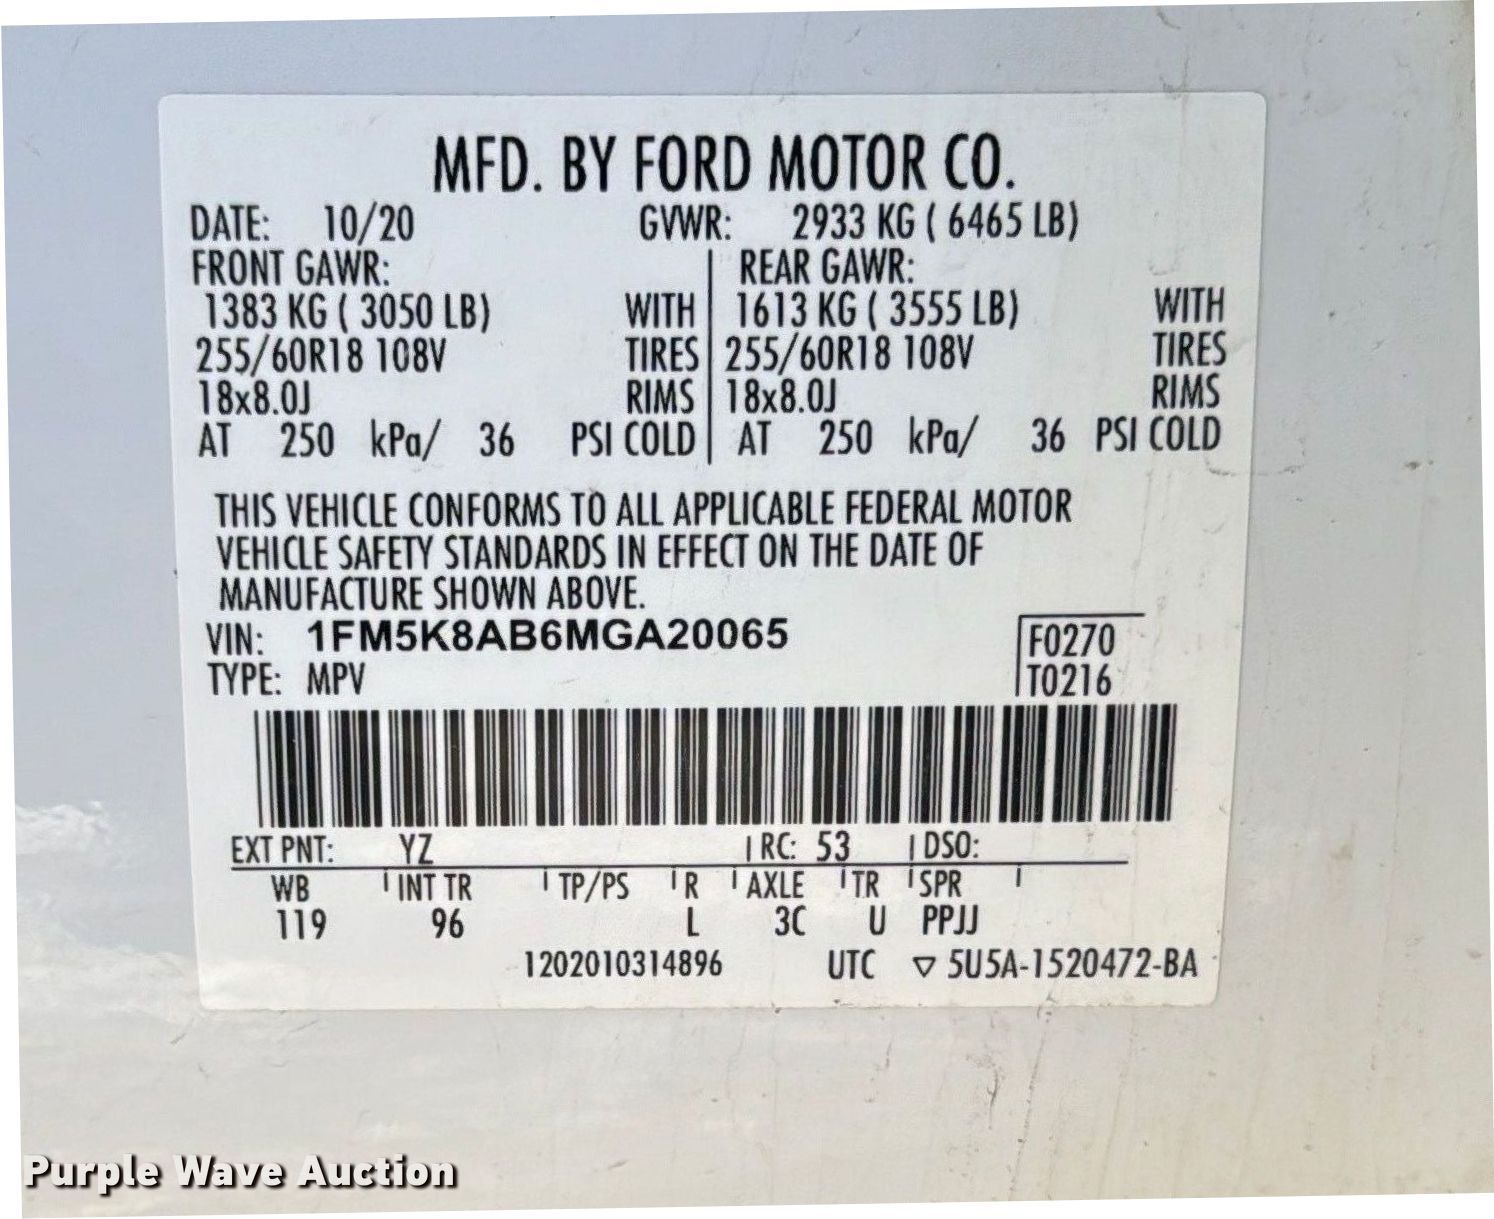 MFD. BY FORD MOTOR CO.
DATE: 10/20 GVWR: 2933 KG ( 6465 LB)
FRONT GAWR: REAR GAWR:
1383 KG ( 3050 LB) WITH 1613 KG ( 3555 LB) WITH
255/60R18 108V TIRES 255/60R18 108V TIRES
18x8.0J RIMS 18x8.0J RIMS
AT 250 kPa/ 36 PSI COLD AT 250 kPa/ 36 PSI COLD
THIS VEHICLE CONFORMS TO ALL APPLICABLE FEDERAL MOTOR
VEHICLE SAFETY STANDARDS IN EFFECT ON THE DATE OF
MANUFACTURE SHOWN ABOVE.
VIN: 1FM5K8AB6MGA20065 F0270
TYPE: MPV T0216
EXT PNT: YZ RC: 53 DSO:
WB INT TR TP/PS R AXLE TR SPR
119 96 L 3C U PPJJ
1202010314896 UTC ▽ 5U5A-1520472-BA
Purple Wave Auction